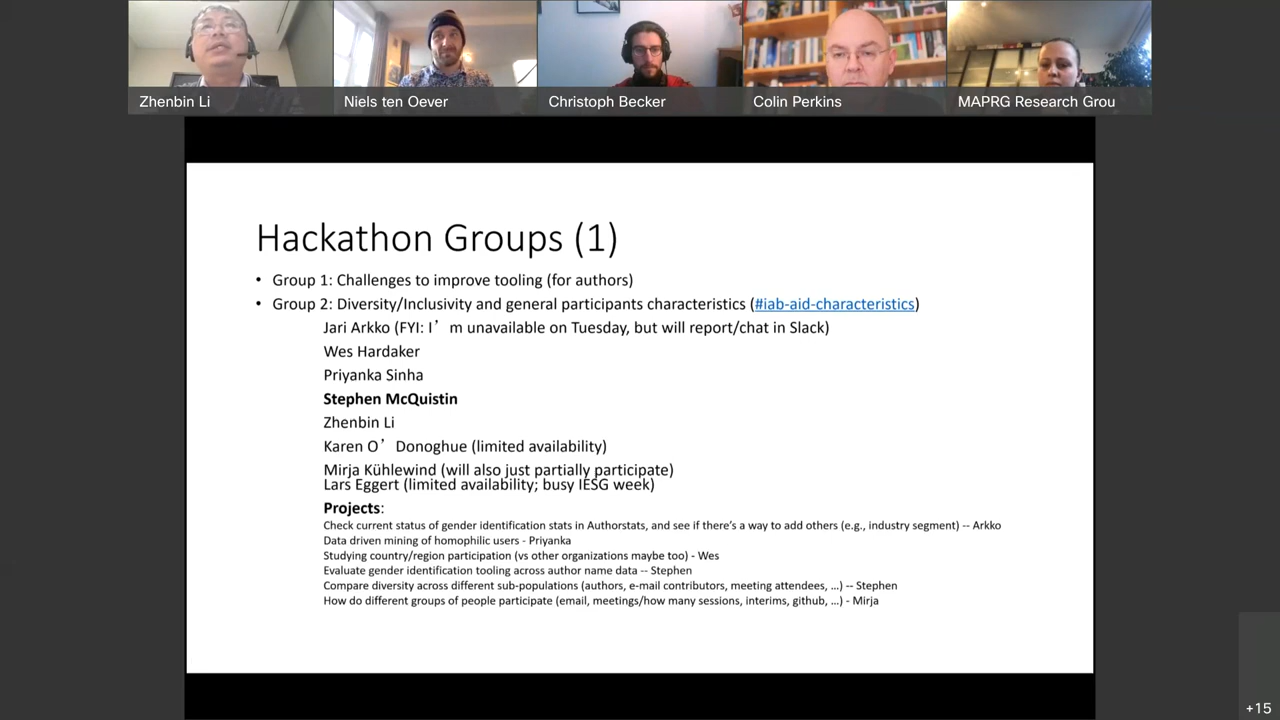 Zhenbin Li
Niels ten Oever
Christoph Becker
Colin Perkins
MAPRG Research Grou
Hackathon Groups (1)
• Group 1: Challenges to improve tooling (for authors)
• Group 2: Diversity/Inclusivity and general participants characteristics (#iab-aid-characteristics)
Jari Arkko (FYI: I’m unavailable on Tuesday, but will report/chat in Slack)
Wes Hardaker
Priyanka Sinha
Stephen McQuistin
Zhenbin Li
Karen O’Donoghue (limited availability)
Mirja Kühlewind (will also just partially participate)
Lars Eggert (limited availability; busy IESG week)
Projects:
Check current status of gender identification stats in Authorstats, and see if there’s a way to add others (e.g., industry segment) -- Arkko
Data driven mining of homophilic users - Priyanka
Studying country/region participation (vs other organizations maybe too) - Wes
Evaluate gender identification tooling across author name data -- Stephen
Compare diversity across different sub-populations (authors, e-mail contributors, meeting attendees, …) -- Stephen
How do different groups of people participate (email, meetings/how many sessions, interims, github, …) - Mirja
+15